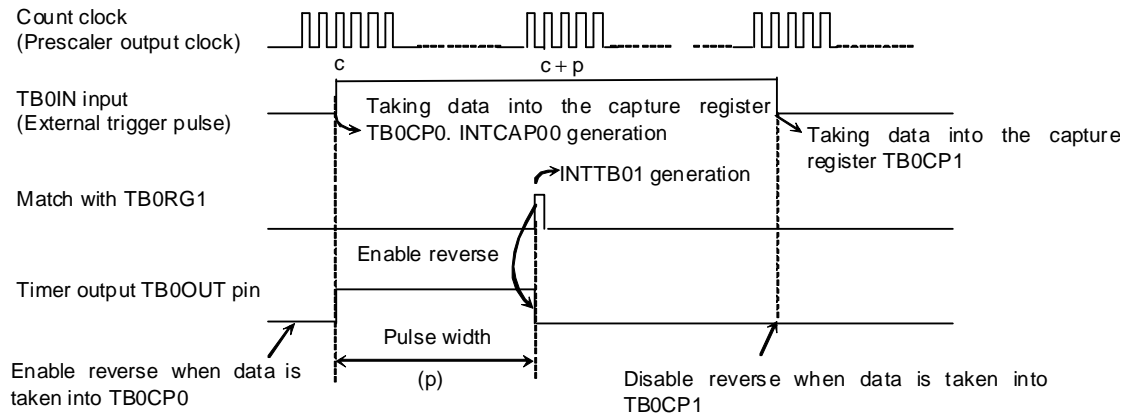 Count clock
(Prescaler output clock)
c
c + p
TB0IN input
(External trigger pulse)
Taking data into the capture register
TB0CP0. INTCAP00 generation
Taking data into the capture
register TB0CP1
INTTB01 generation
Match with TB0RG1
Enable reverse
Timer output TB0OUT pin
Pulse width
(p)
Enable reverse when data is
taken into TB0CP0
Disable reverse when data is taken into
TB0CP1